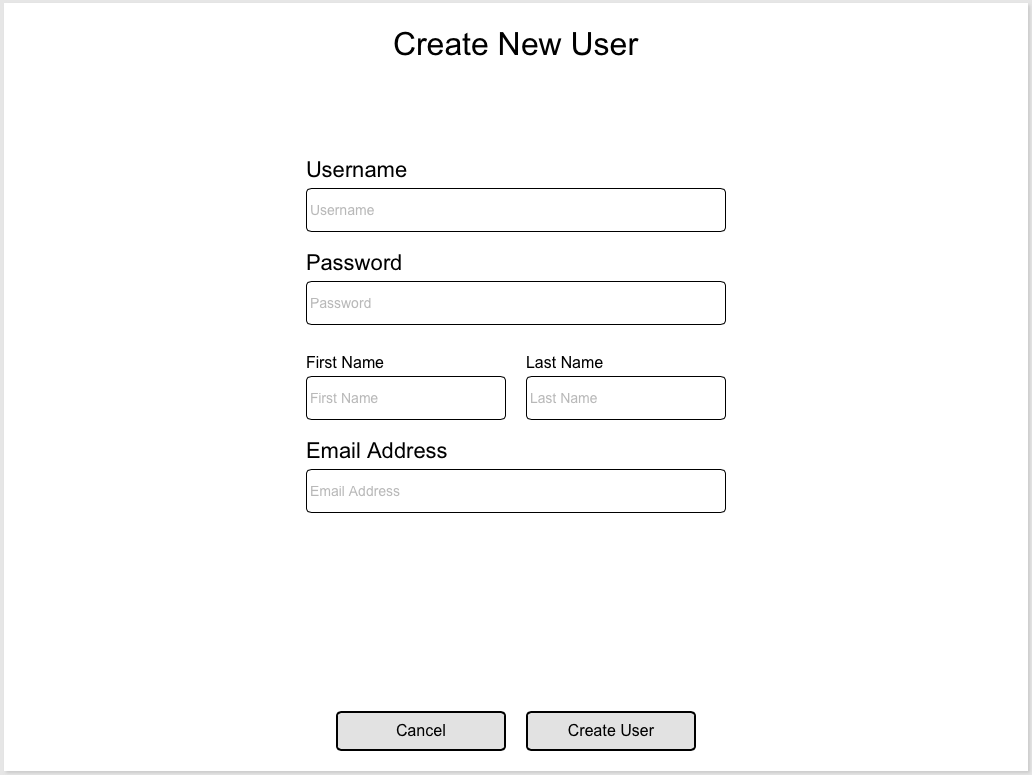 Create New User
Username
Username
Password
Password
First Name Last Name
First Name Last Name
Email Address
Email Address
Cancel Create User